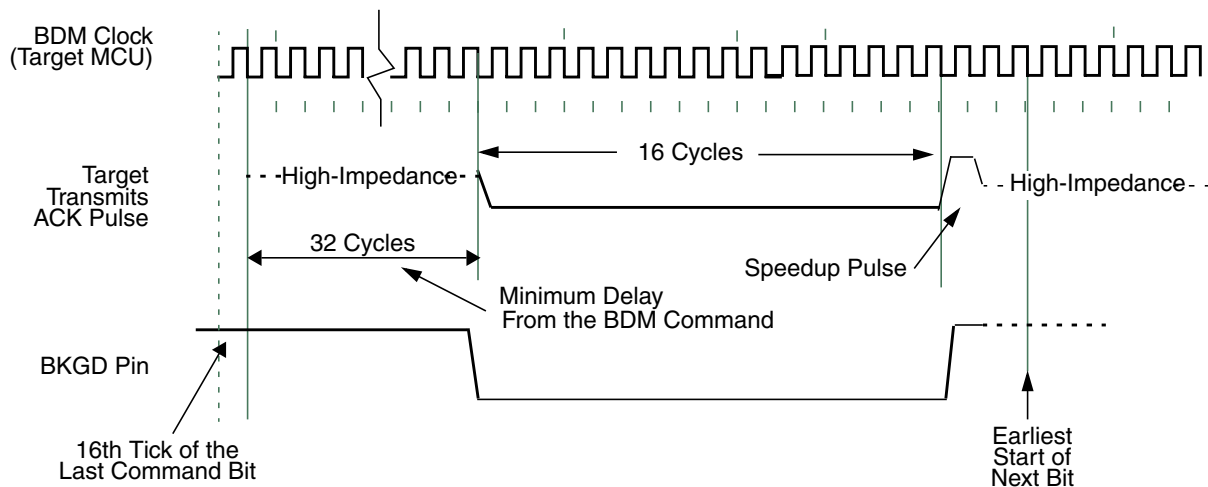 BDM Clock
(Target MCU)
16 Cycles
Target
Transmits
ACK Pulse
High-Impedance
High-Impedance
32 Cycles
Speedup Pulse
Minimum Delay
From the BDM Command
BKGD Pin
16th Tick of the
Last Command Bit
Earliest
Start of
Next Bit